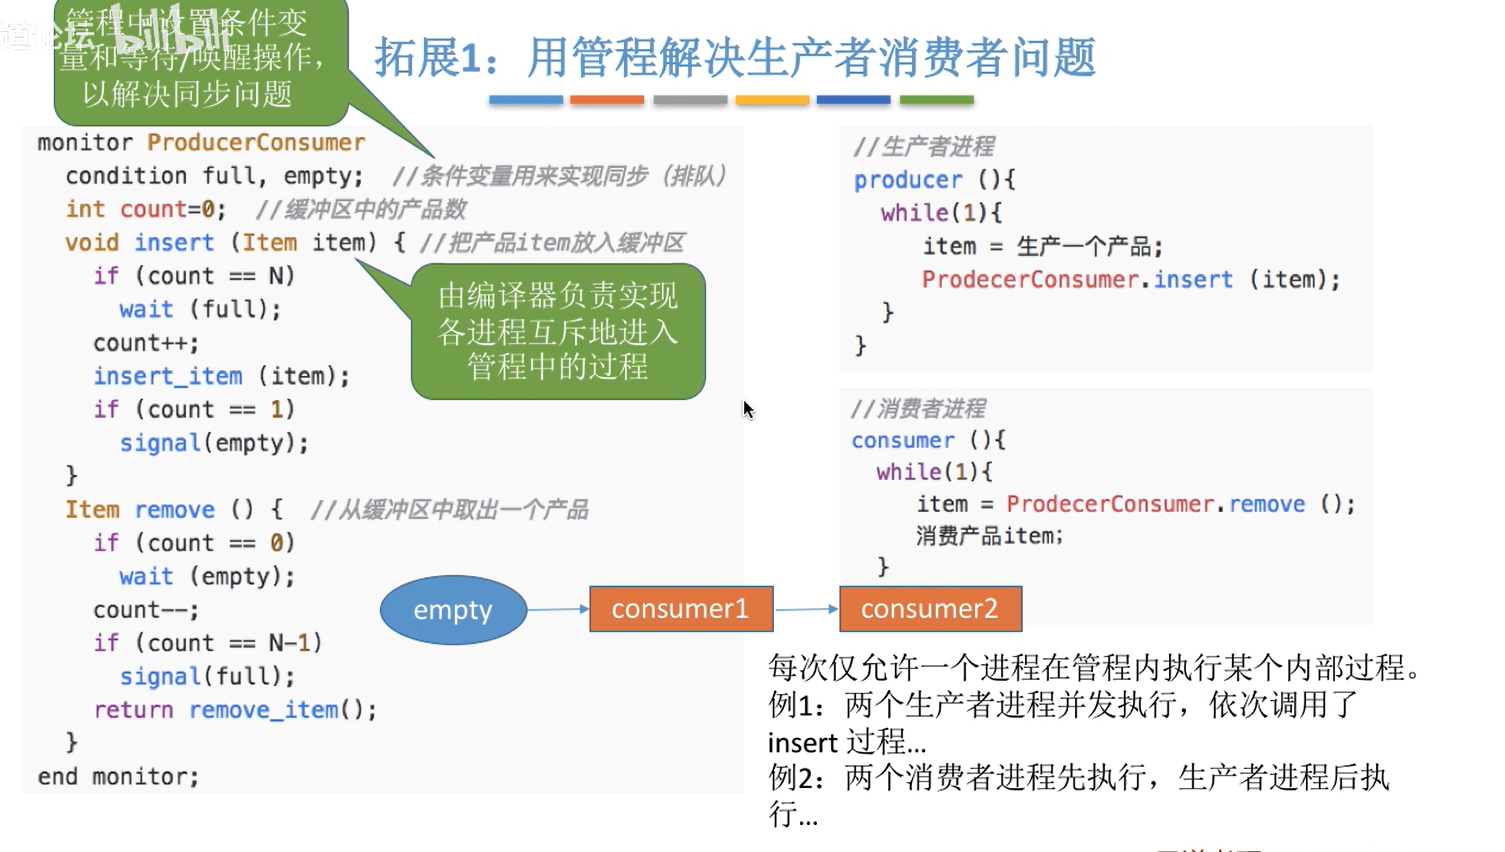 管程中设置条件变
量和等待/唤醒操作，
以解决同步问题
bilibili
拓展1：用管程解决生产者消费者问题
monitor ProducerConsumer
condition full, empty; //条件变量用来实现同步（排队）
int count=0; //缓冲区中的产品数
void insert (Item item) { //把产品item放入缓冲区
if (count == N)
wait (full);
count++;
insert_item (item);
if (count == 1)
signal(empty);
}
Item remove () { //从缓冲区中取出一个产品
if (count == 0)
wait (empty);
count--;
if (count == N-1)
signal(full);
return remove_item();
}
end monitor;
由编译器负责实现
各进程互斥地进入
管程中的过程
//生产者进程
producer (){
while(1){
item = 生产一个产品;
ProdecerConsumer.insert (item);
}
}
//消费者进程
consumer (){
while(1){
item = ProdecerConsumer.remove ();
消费产品item;
}
empty
consumer1
consumer2
每次仅允许一个进程在管程内执行某个内部过程。
例1：两个生产者进程并发执行，依次调用了
insert 过程...
例2：两个消费者进程先执行，生产者进程后执
行...